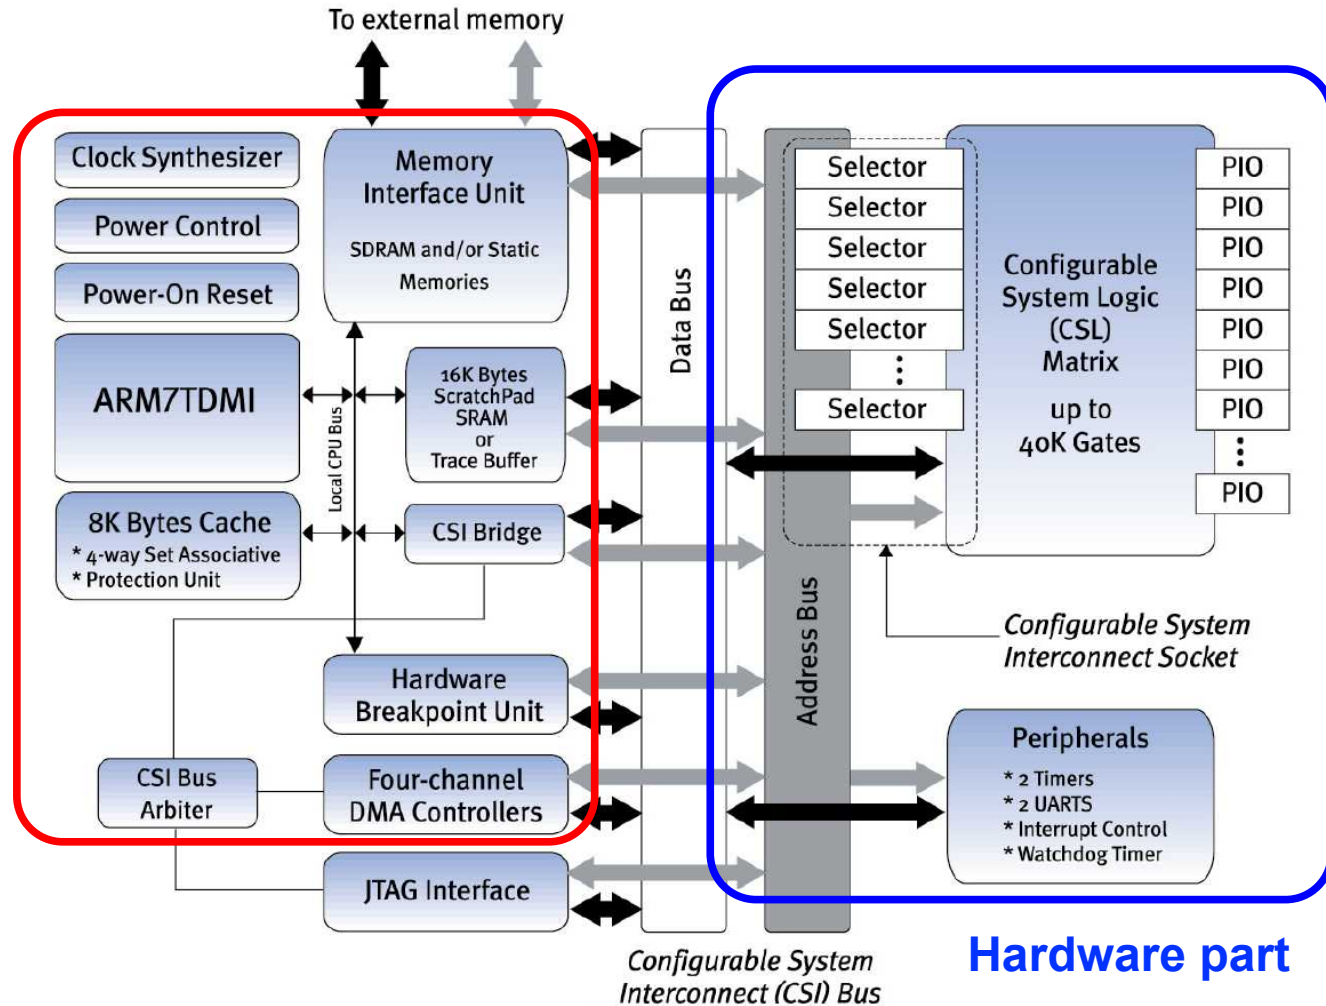 To external memory
Clock Synthesizer
Power Control
Power-On Reset
ARM7TDMI
8K Bytes Cache
* 4-way Set Associative
* Protection Unit
Memory
Interface Unit
SDRAM and/or Static
Memories
Local CPU Bus
16K Bytes
ScratchPad
SRAM
or
Trace Buffer
CSI Bridge
Hardware
Breakpoint Unit
CSI Bus
Arbiter
Four-channel
DMA Controllers
JTAG Interface
Data Bus
Address Bus
Selector
Selector
Selector
Selector
Selector
Selector
Configurable
System Logic
(CSL)
Matrix
up to
40K Gates
PIO
PIO
PIO
PIO
PIO
PIO
PIO
PIO
Configurable System
Interconnect Socket
Peripherals
* 2 Timers
* 2 UARTS
* Interrupt Control
* Watchdog Timer
Hardware part
Configurable System
Interconnect (CSI) Bus